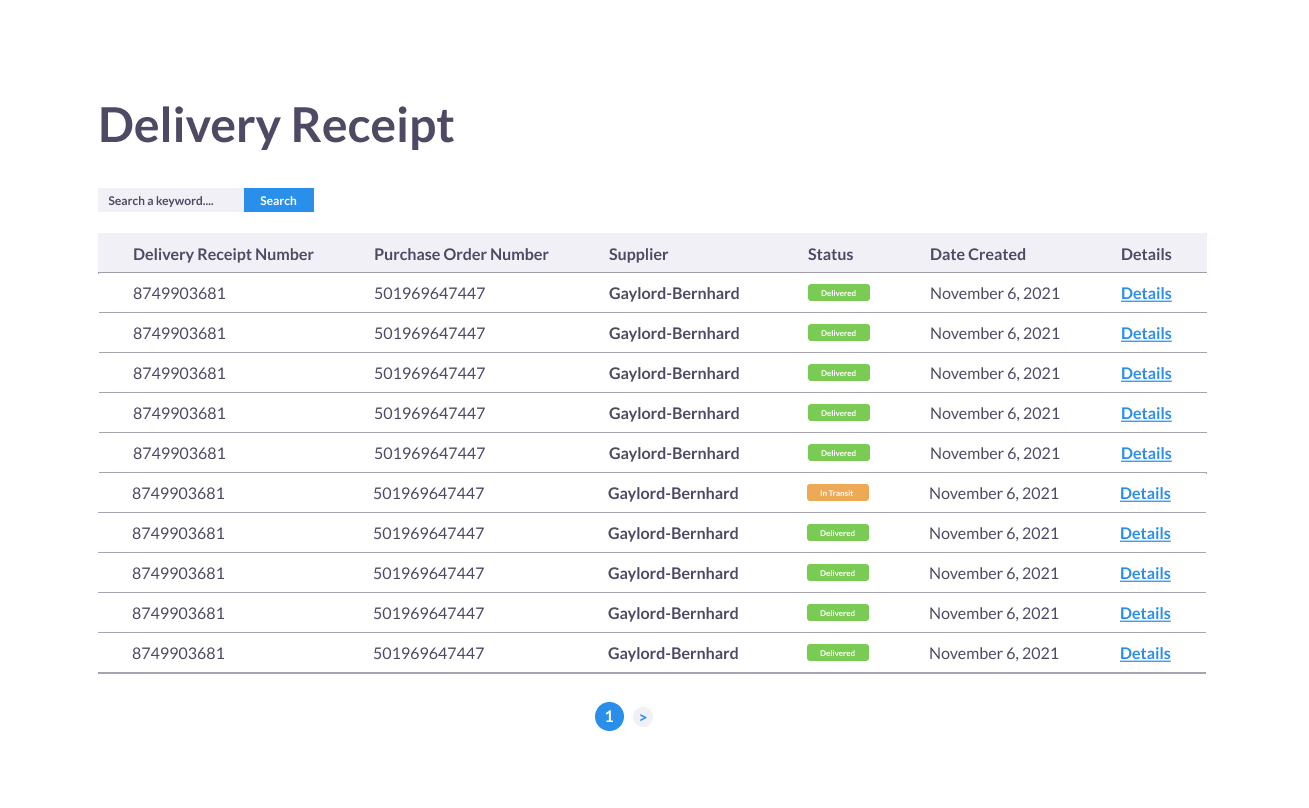 Delivery Receipt
Search a keyword.... Search
Delivery Receipt Number Purchase Order Number Supplier Status Date Created Details
8749903681 501969647447 Gaylord-Bernhard Delivered November 6, 2021 Details
8749903681 501969647447 Gaylord-Bernhard Delivered November 6, 2021 Details
8749903681 501969647447 Gaylord-Bernhard Delivered November 6, 2021 Details
8749903681 501969647447 Gaylord-Bernhard Delivered November 6, 2021 Details
8749903681 501969647447 Gaylord-Bernhard Delivered November 6, 2021 Details
8749903681 501969647447 Gaylord-Bernhard In Transit November 6, 2021 Details
8749903681 501969647447 Gaylord-Bernhard Delivered November 6, 2021 Details
8749903681 501969647447 Gaylord-Bernhard Delivered November 6, 2021 Details
8749903681 501969647447 Gaylord-Bernhard Delivered November 6, 2021 Details
8749903681 501969647447 Gaylord-Bernhard Delivered November 6, 2021 Details
1 >